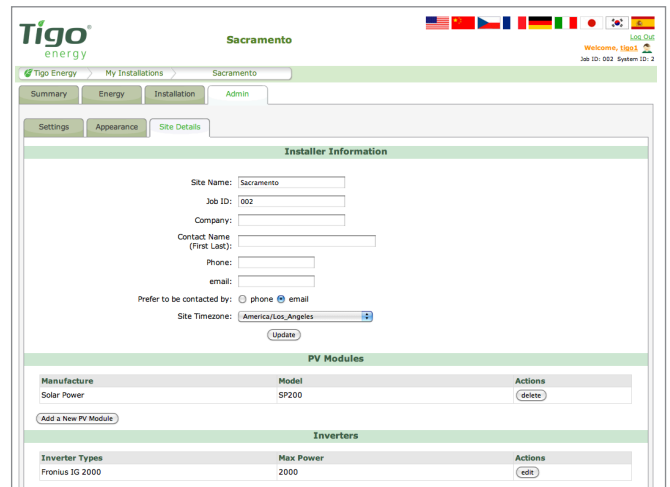 Tigo®
energy
Sacramento
Log Out
Welcome, tigo1
Job ID: 002 System ID: 2
Tigo Energy My Installations Sacramento
Summary Energy Installation Admin
Settings Appearance Site Details
Installer Information
Site Name: Sacramento
Job ID: 002
Company:
Contact Name
(First Last):
Phone:
email:
Prefer to be contacted by: phone email
Site Timezone: America/Los_Angeles
Update
PV Modules
Manufacture Model Actions
Solar Power SP200 delete
Add a New PV Module
Inverters
Inverter Types Max Power Actions
Fronius IG 2000 2000 edit